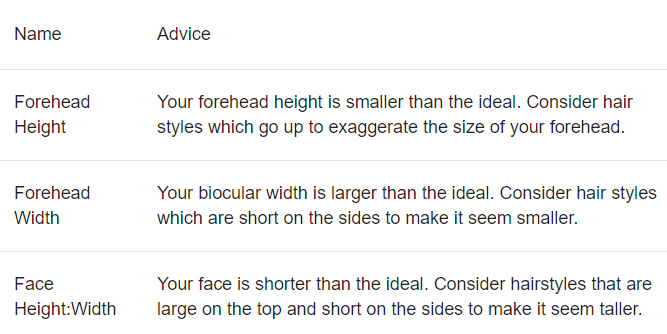 Name Advice
Forehead Height
Your forehead height is smaller than the ideal. Consider hair
styles which go up to exaggerate the size of your forehead.
Forehead Width
Your biocular width is larger than the ideal. Consider hair styles
which are short on the sides to make it seem smaller.
Face Height:Width
Your face is shorter than the ideal. Consider hairstyles that are
large on the top and short on the sides to make it seem taller.